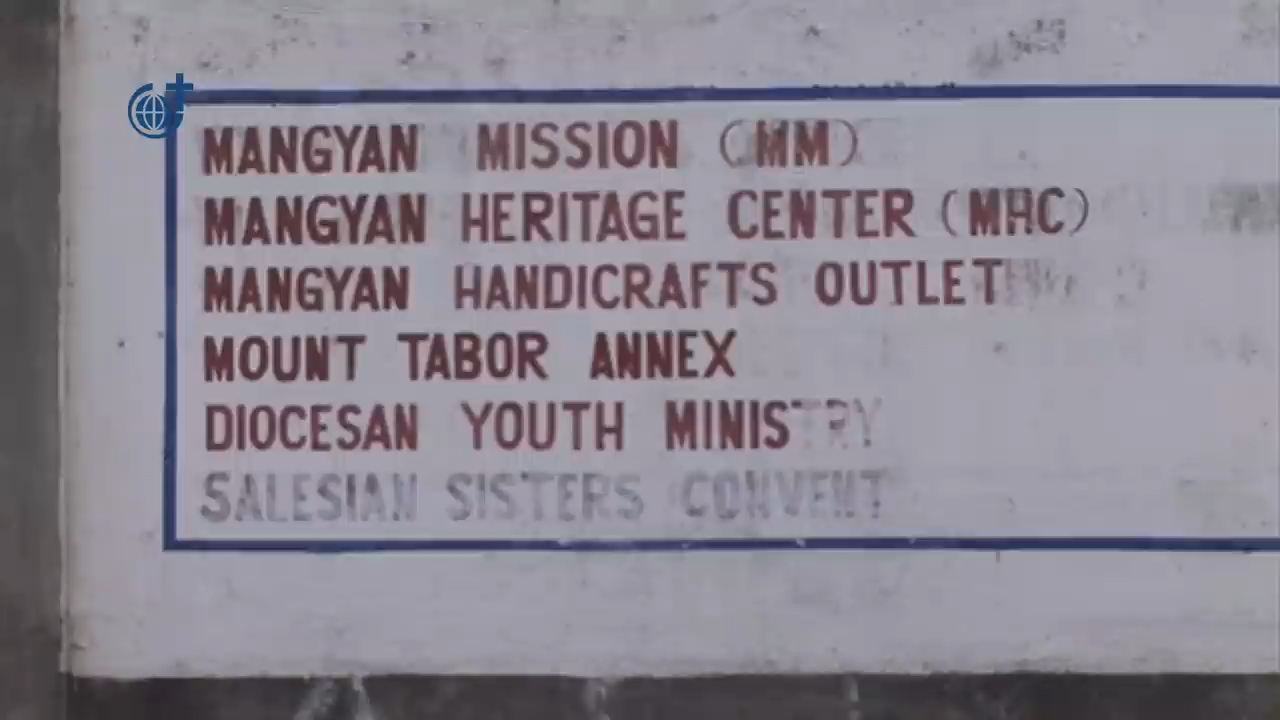 MANGYAN MISSION (MM)
MANGYAN HERITAGE CENTER (MHC)
MANGYAN HANDICRAFTS OUTLET
MOUNT TABOR ANNEX
DIOCESAN YOUTH MINISTRY
SALESIAN SISTERS CONVENT